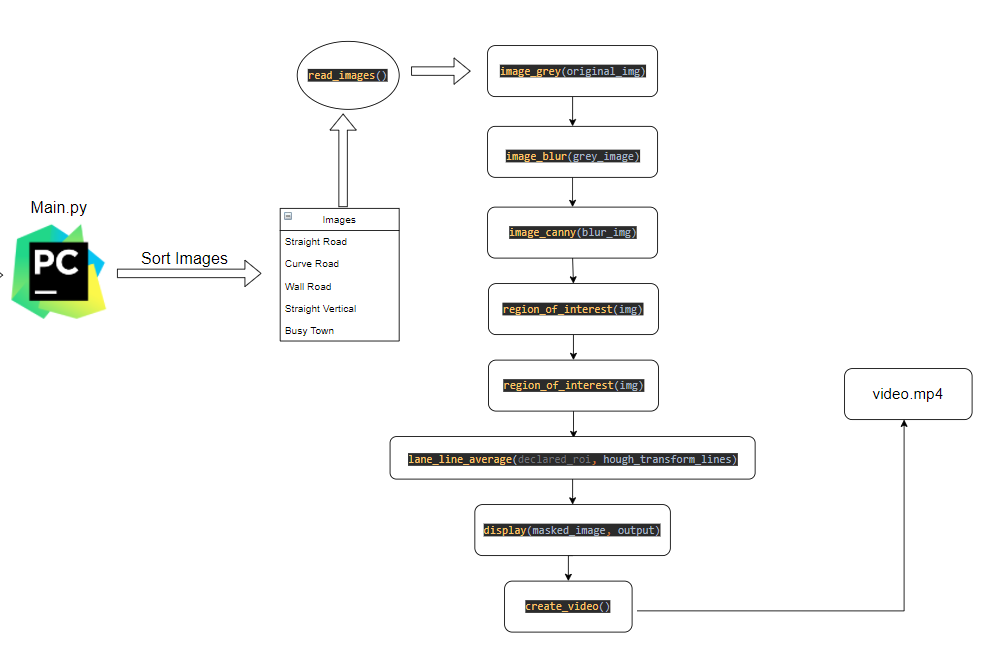 Main.py
PC
Sort Images
Images
Straight Road
Curve Road
Wall Road
Straight Vertical
Busy Town
read_images()
image_grey(original_img)
image_blur(grey_image)
image_canny(blur_img)
region_of_interest(img)
region_of_interest(img)
lane_line_average(declared_roi, hough_transform_lines)
display(masked_image, output)
create_video()
video.mp4